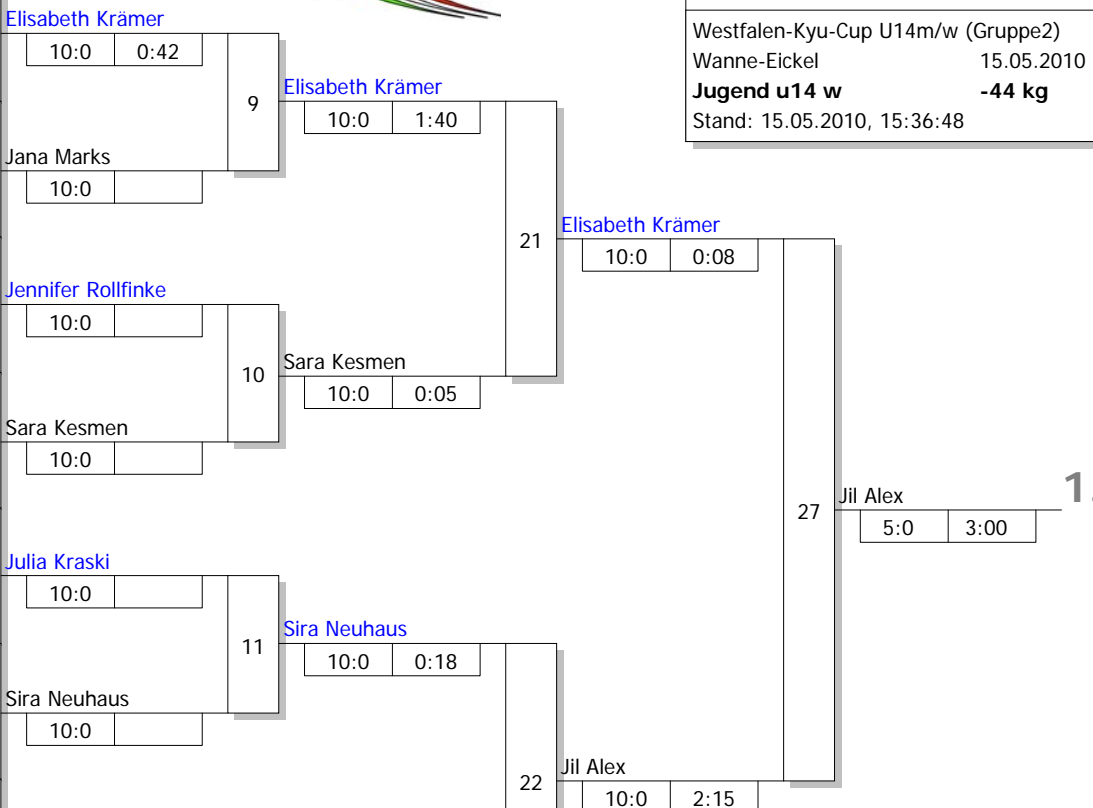 Elisabeth Krämer
10:0 0:42
Westfalen-Kyu-Cup U14m/w (Gruppe2)
Wanne-Eickel 15.05.2010
Jugend u14 w -44 kg
Stand: 15.05.2010, 15:36:48
9
Elisabeth Krämer
10:0 1:40
Jana Marks
10:0
21
Elisabeth Krämer
10:0 0:08
Jennifer Rollfinke
10:0
10
Sara Kesmen
10:0 0:05
Sara Kesmen
10:0
27
Jil Alex
1.
5:0 3:00
Julia Kraski
10:0
11
Sira Neuhaus
10:0 0:18
Sira Neuhaus
10:0
22
Jil Alex
10:0 2:15